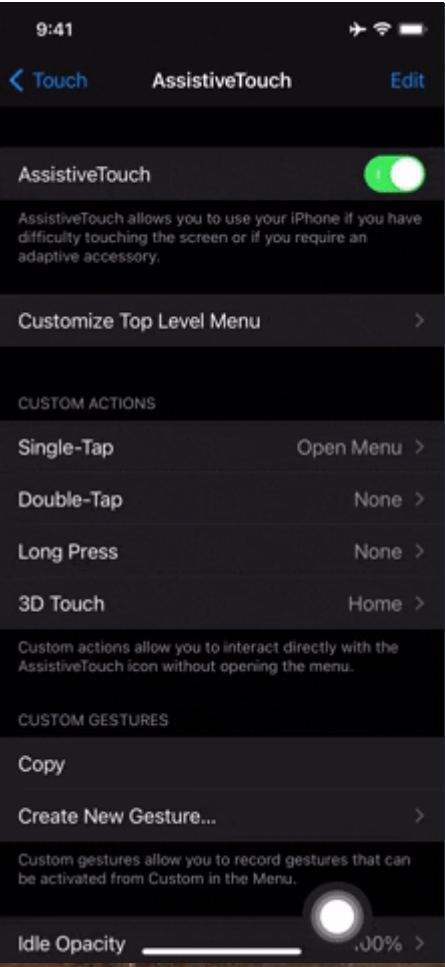 9:41
Touch AssistiveTouch Edit
AssistiveTouch
AssistiveTouch allows you to use your iPhone if you have
difficulty touching the screen or if you require an
adaptive accessory.
Customize Top Level Menu
CUSTOM ACTIONS
Single-Tap Open Menu
Double-Tap None
Long Press None
3D Touch Home
Custom actions allow you to interact directly with the
AssistiveTouch icon without opening the menu.
CUSTOM GESTURES
Copy
Create New Gesture...
Custom gestures allow you to record gestures that can
be activated from Custom in the Menu.
Idle Opacity